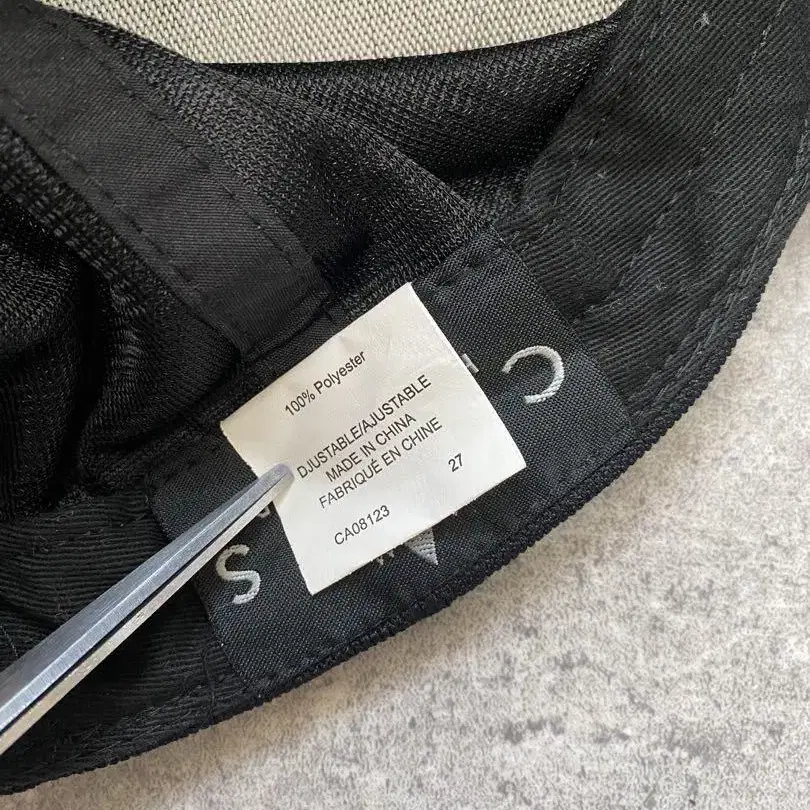 100% Polyester
DJUSTABLE/AJUSTABLE
MADE IN CHINA
FABRIQUÉ EN CHINE
27
CA08123
C
S